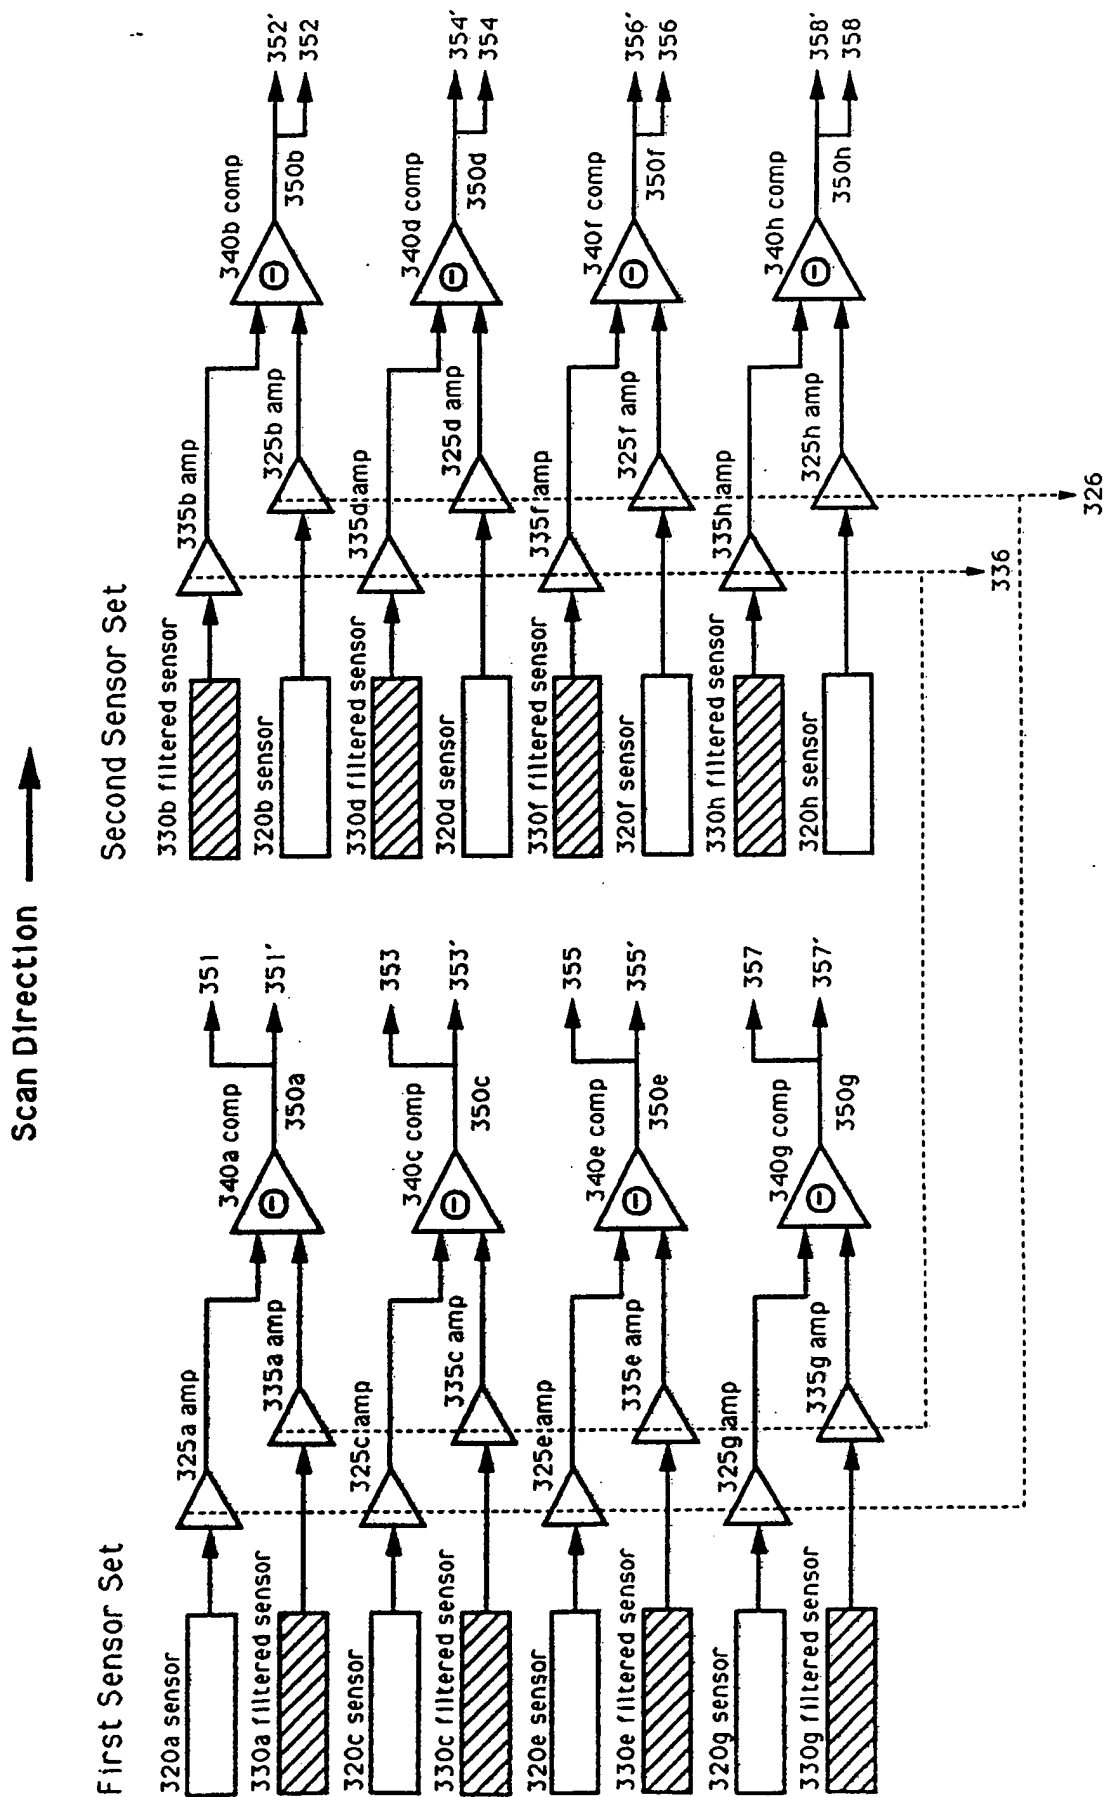 Scan Direction
First Sensor Set
320a sensor
325a amp
330a filtered sensor
335a amp
340a comp
350a
351
351'
320c sensor
325c amp
330c filtered sensor
335c amp
340c comp
350c
353
353'
320e sensor
325e amp
330e filtered sensor
335e amp
340e comp
350e
355
355'
320g sensor
325g amp
330g filtered sensor
335g amp
340g comp
350g
357
357'
Second Sensor Set
330b filtered sensor
335b amp
320b sensor
325b amp
340b comp
350b
352'
352
330d filtered sensor
335d amp
320d sensor
325d amp
340d comp
350d
354'
354
330f filtered sensor
335f amp
320f sensor
325f amp
340f comp
350f
356'
356
330h filtered sensor
335h amp
320h sensor
325h amp
340h comp
350h
358'
358
336
326